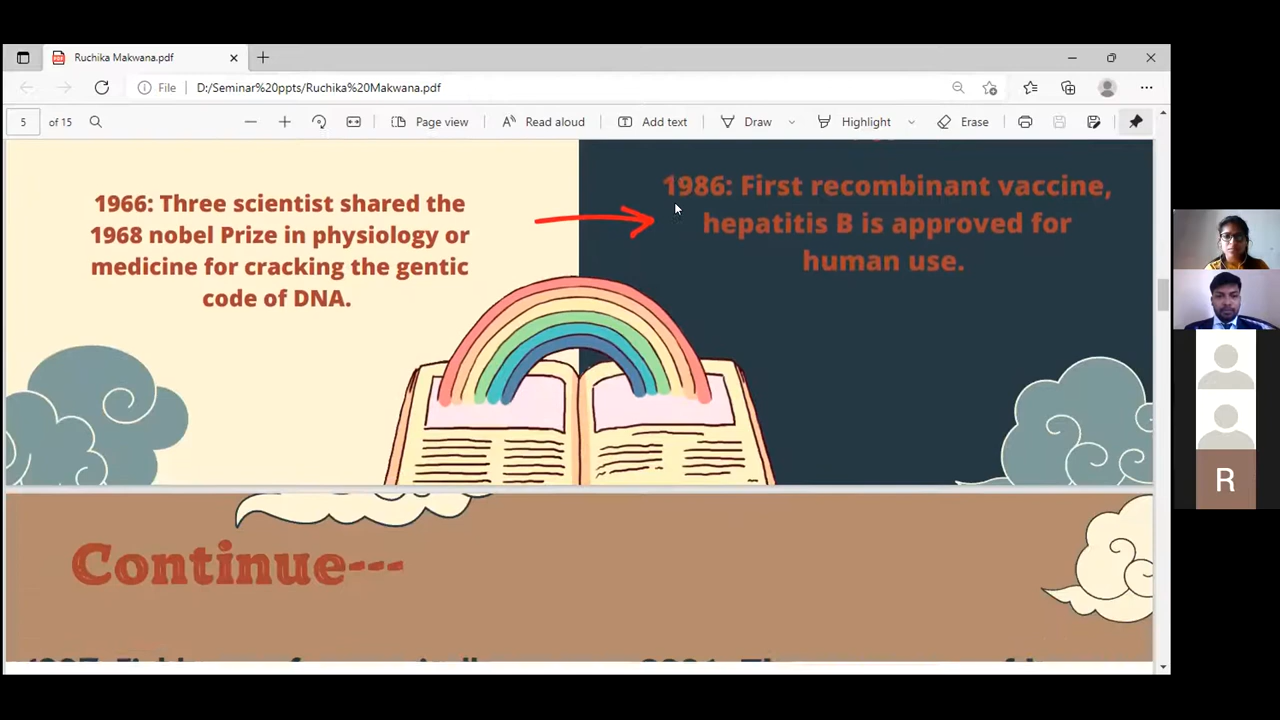 Ruchika Makwana.pdf
File
D:/Seminar%20ppts/Ruchika%20Makwana.pdf
5 of 15
Page view
Read aloud
Add text
Draw
Highlight
Erase
1966: Three scientist shared the
1968 nobel Prize in physiology or
medicine for cracking the gentic
code of DNA.
1986: First recombinant vaccine,
hepatitis B is approved for
human use.
R
Continue---